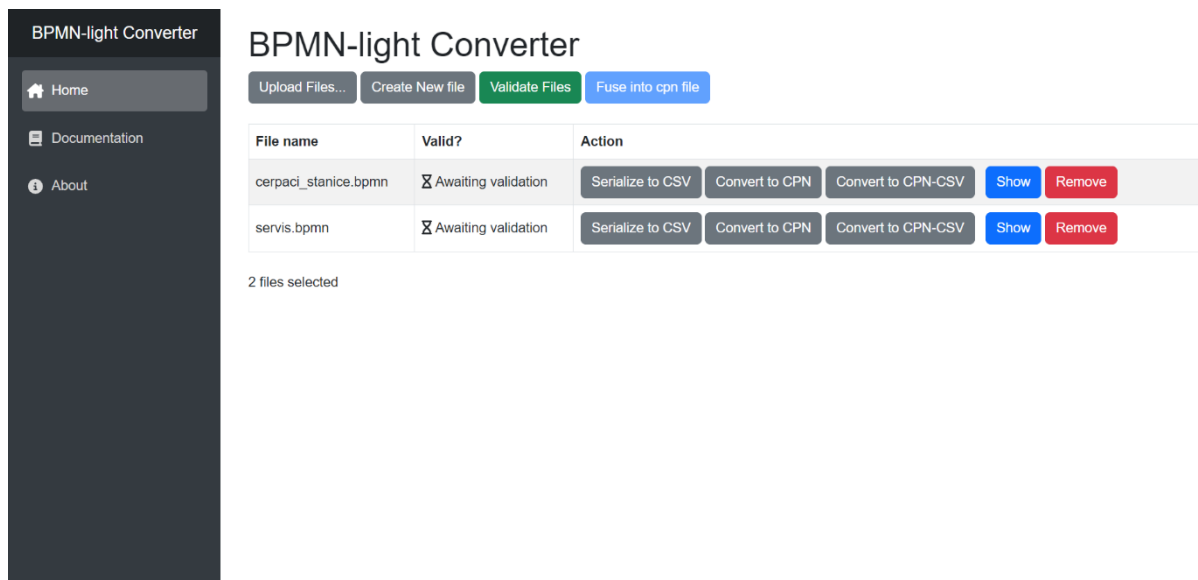 BPMN-light Converter
Home
Documentation
About
BPMN-light Converter
Upload Files... Create New file Validate Files Fuse into cpn file
File name Valid? Action
cerpaci_stanice.bpmn Awaiting validation Serialize to CSV Convert to CPN Convert to CPN-CSV Show Remove
servis.bpmn Awaiting validation Serialize to CSV Convert to CPN Convert to CPN-CSV Show Remove
2 files selected